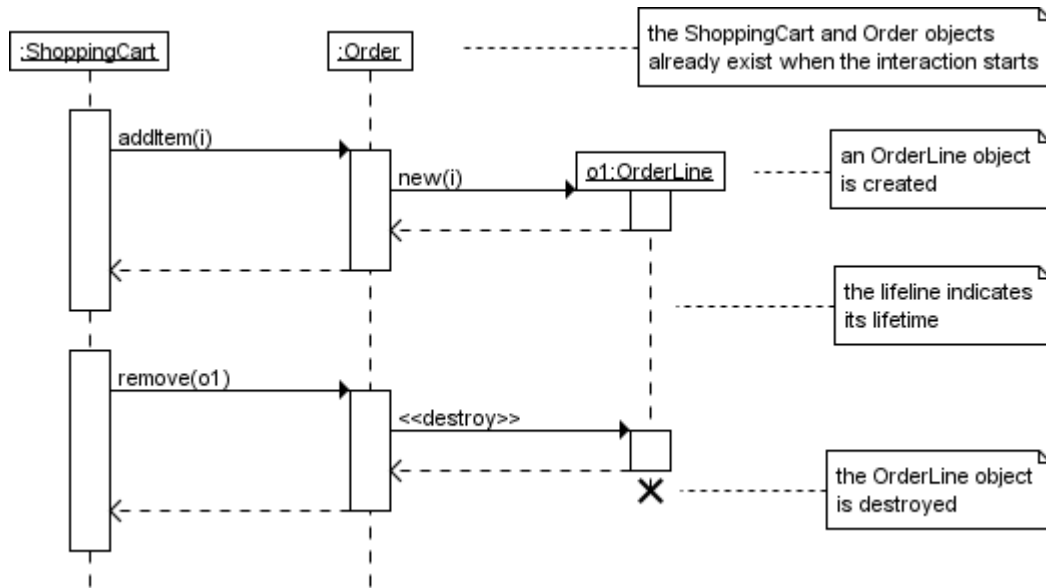 :ShoppingCart
:Order
the ShoppingCart and Order objects
already exist when the interaction starts
addItem(i)
new(i)
o1:OrderLine
an OrderLine object
is created
the lifeline indicates
its lifetime
remove(o1)
<<destroy>>
the OrderLine object
is destroyed